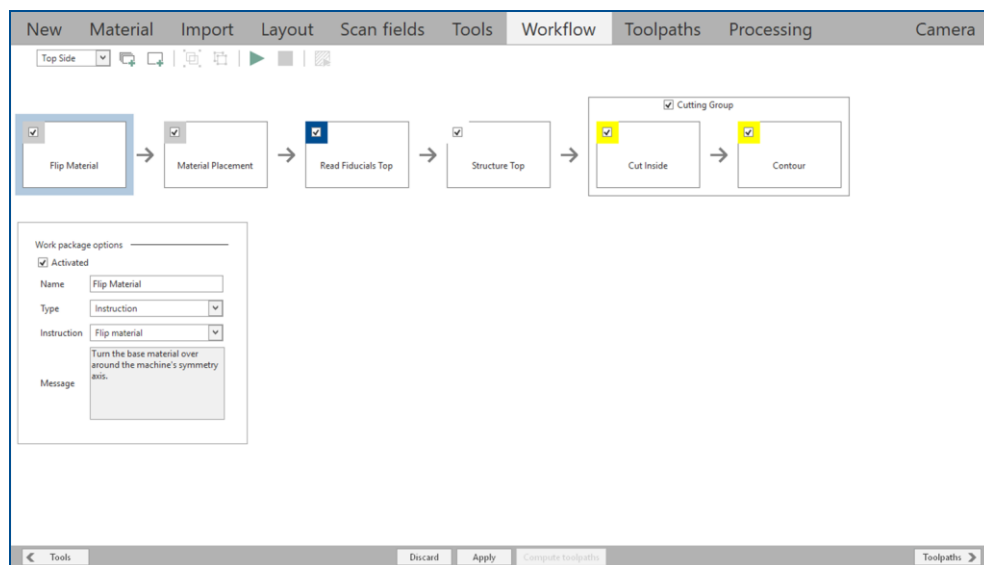 New Material Import Layout Scan fields Tools Workflow Toolpaths Processing Camera
Top Side
Cutting Group
Flip Material
Material Placement
Read Fiducials Top
Structure Top
Cut Inside
Contour
Work package options
Activated
Name Flip Material
Type Instruction
Instruction Flip material
Message
Turn the base material over
around the machine's symmetry
axis.
Tools Discard Apply Compute toolpaths Toolpaths